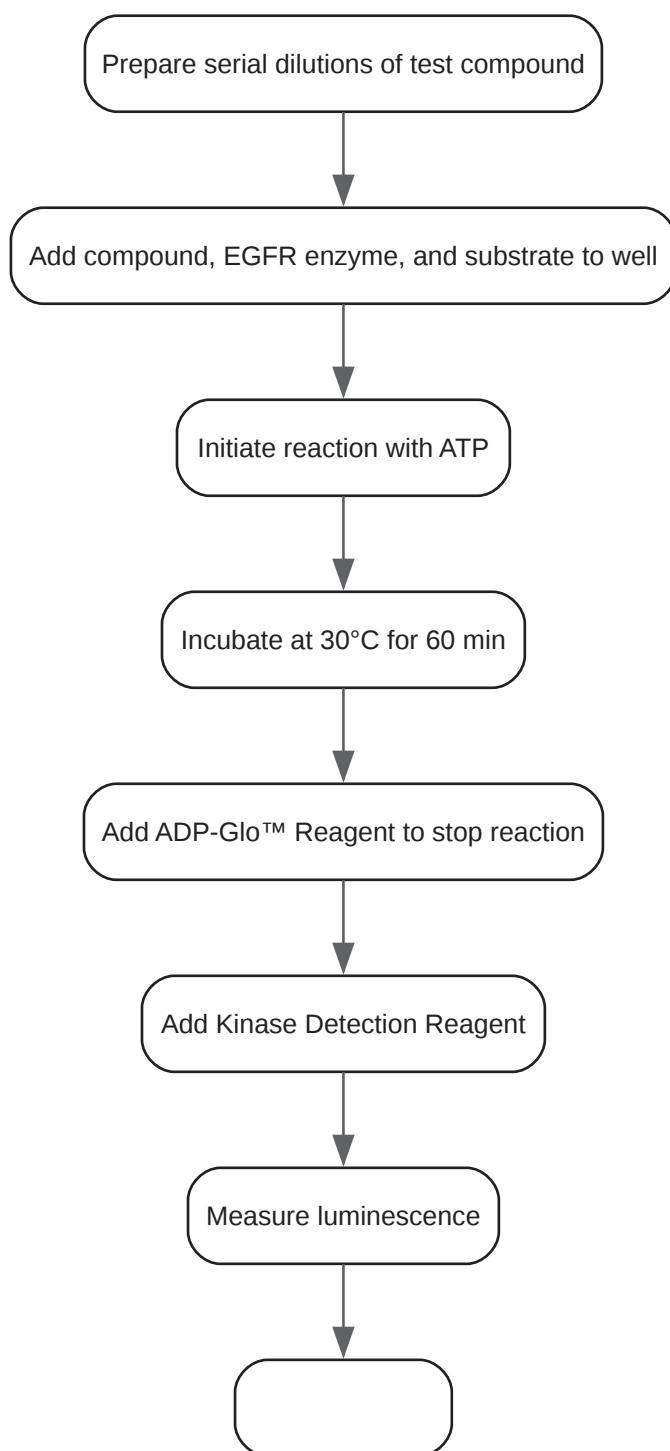 Prepare serial dilutions of test compound
Add compound, EGFR enzyme, and substrate to well
Initiate reaction with ATP
Incubate at 30°C for 60 min
Add ADP-Glo™ Reagent to stop reaction
Add Kinase Detection Reagent
Measure luminescence